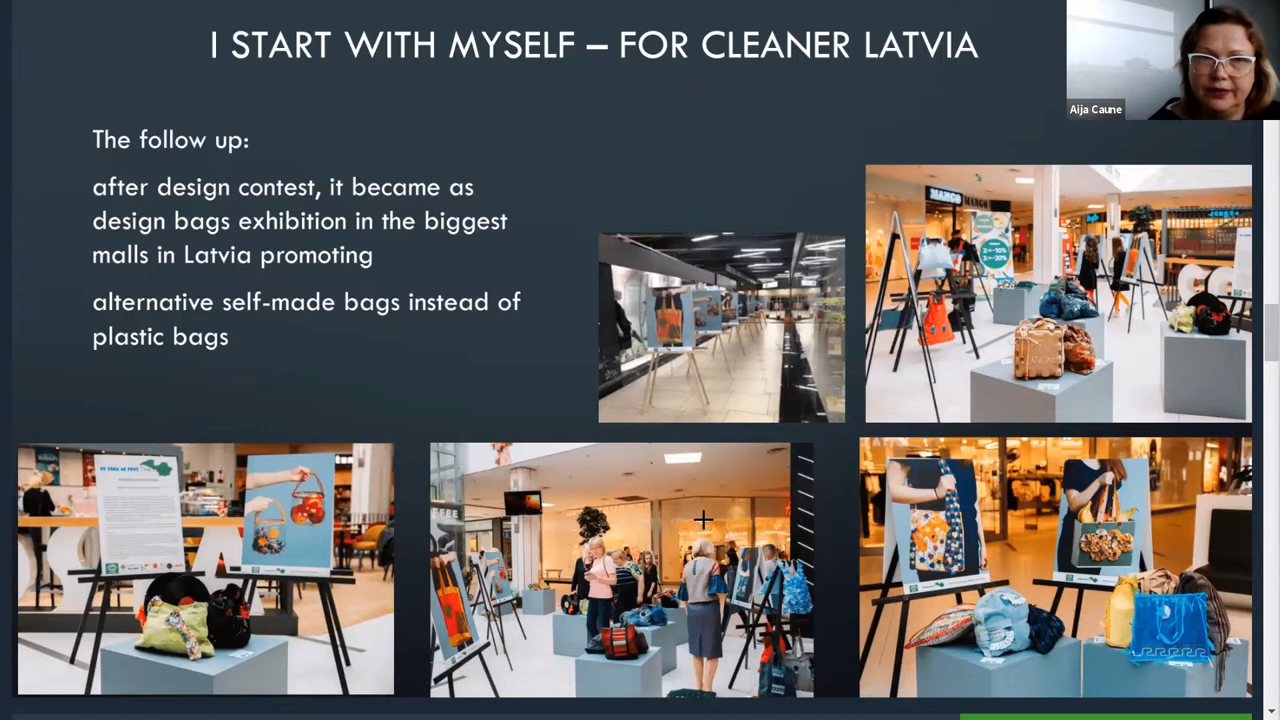 I START WITH MYSELF – FOR CLEANER LATVIA
Aija Caune
The follow up:
after design contest, it became as
design bags exhibition in the biggest
malls in Latvia promoting
alternative self-made bags instead of
plastic bags
MANGO MANGO